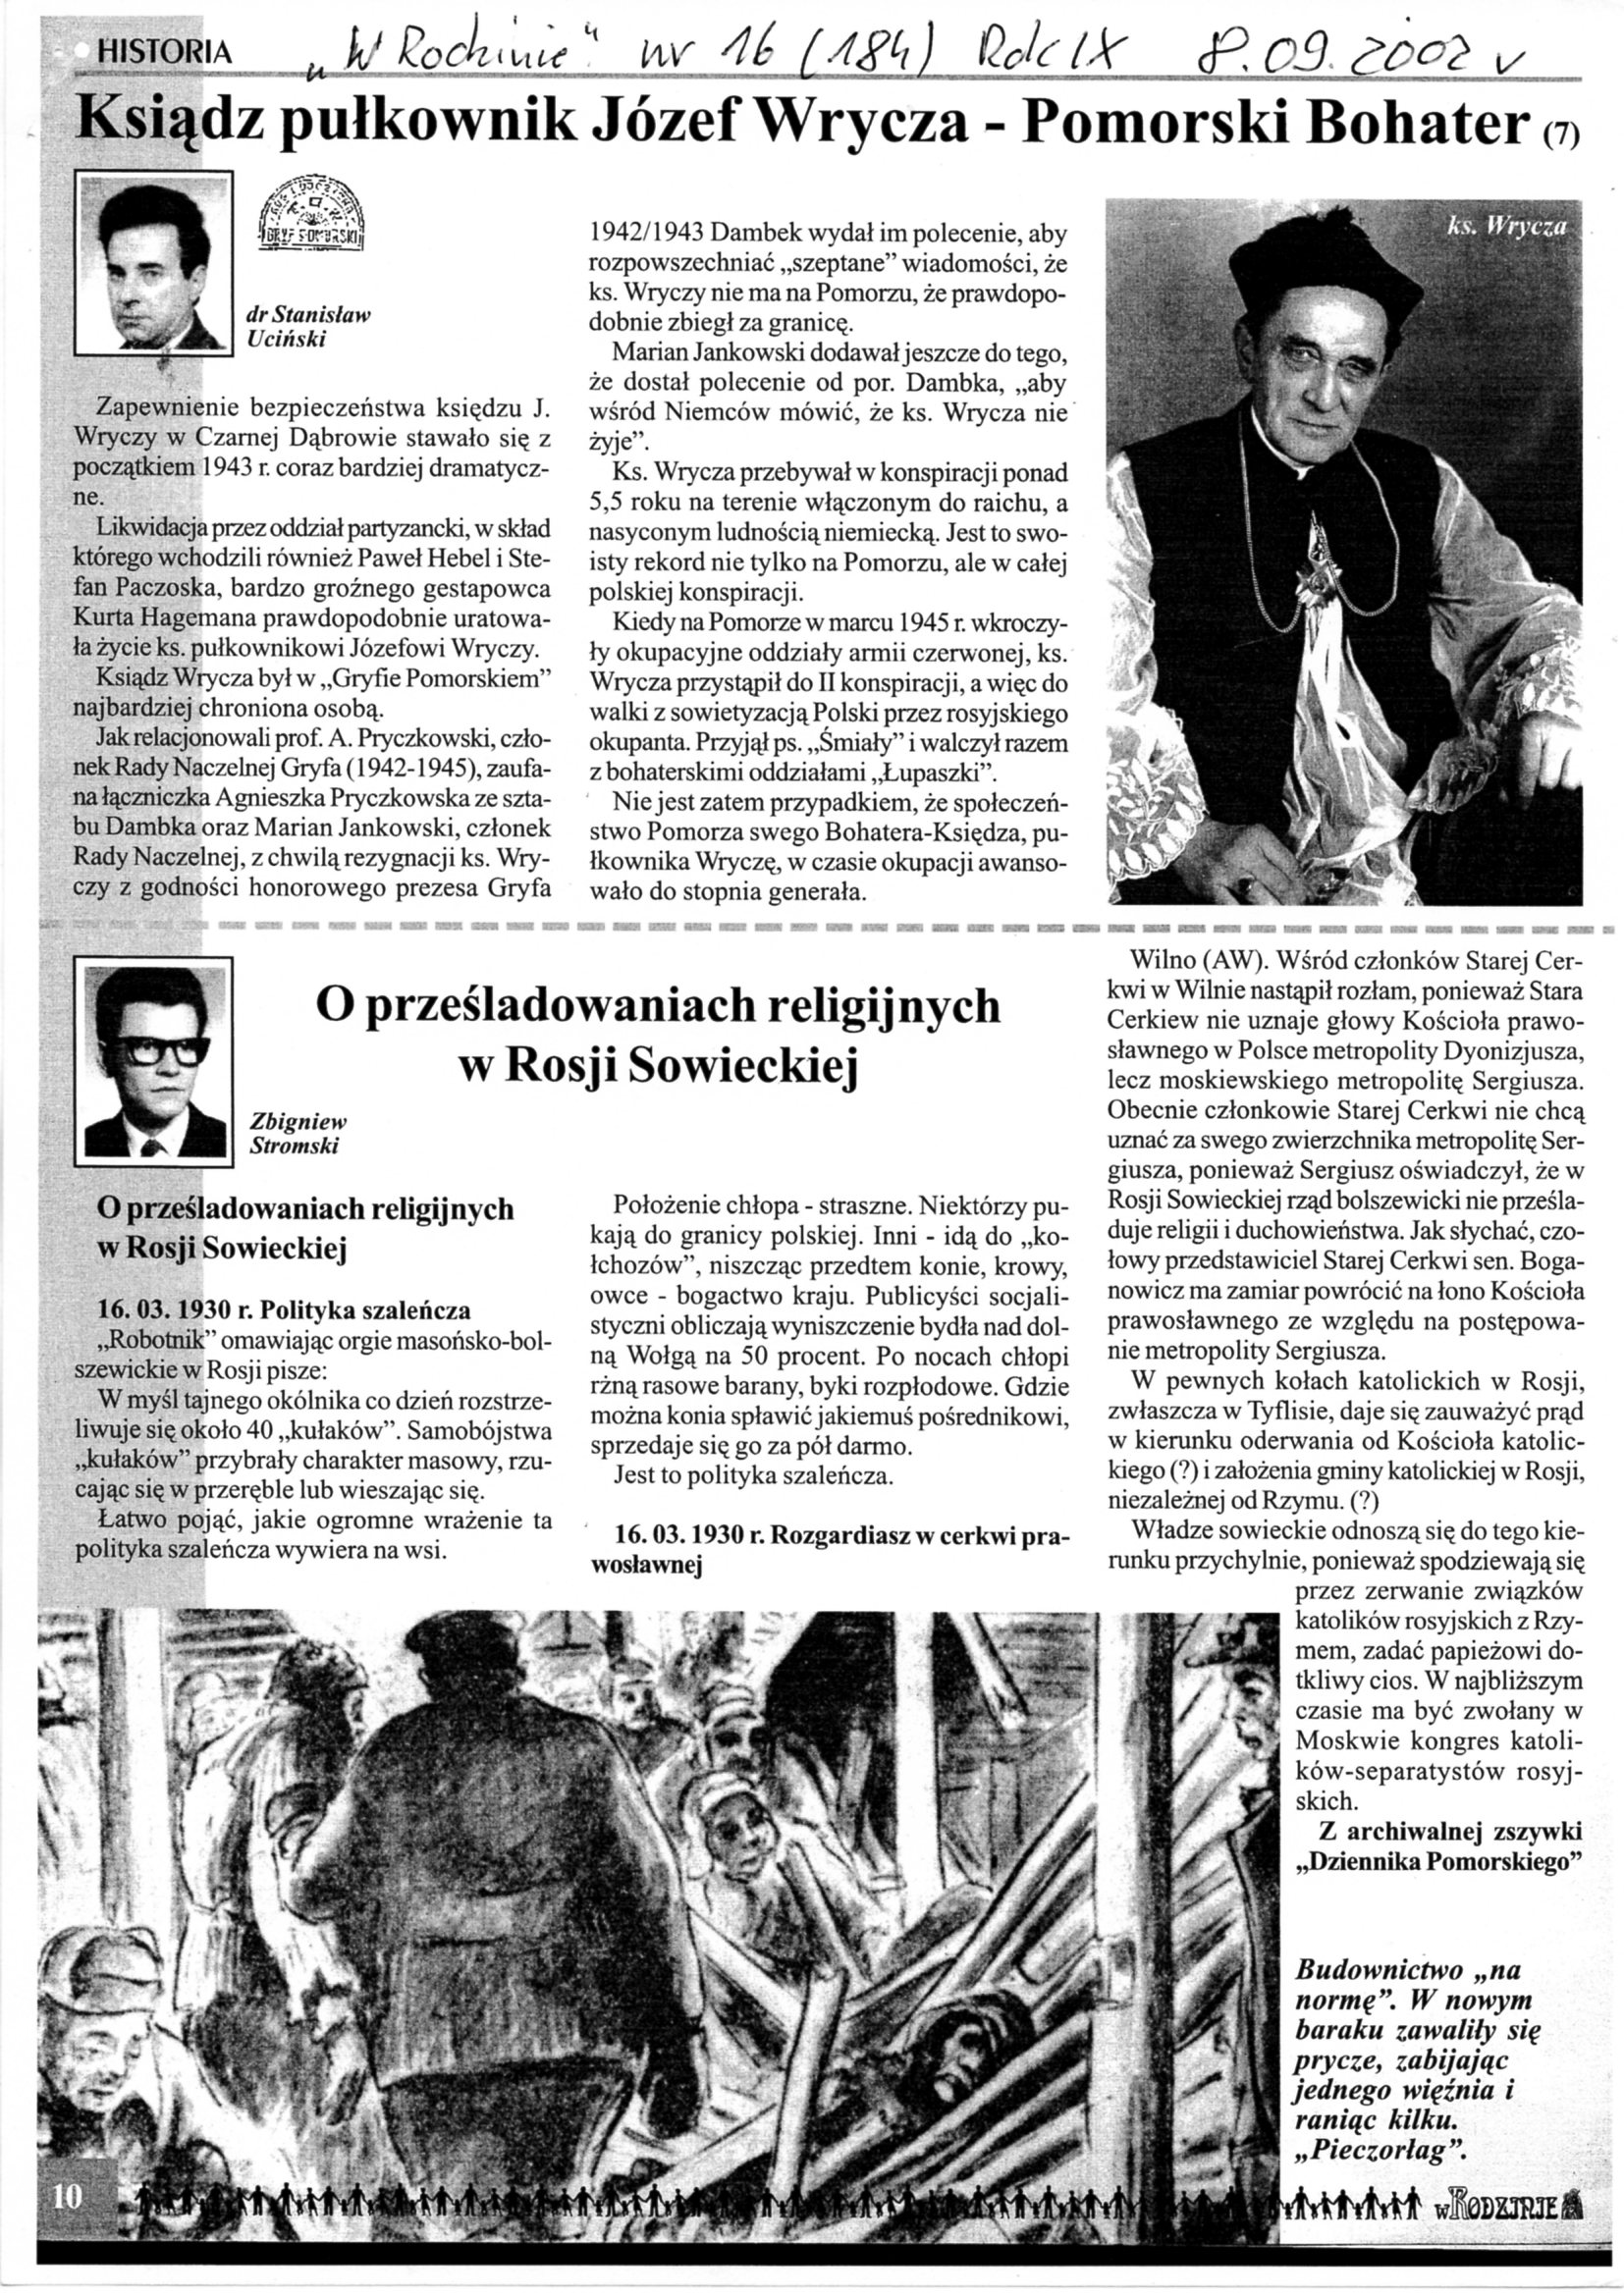 HISTORIA
„W Rodzinie" nr 16 (184) Rok IX 8.09.2002 r
Ksiądz pułkownik Józef Wrycza - Pomorski Bohater (7)
GRYF POMORSKI
dr Stanisław
Uciński
Zapewnienie bezpieczeństwa księdzu J.
Wryczy w Czarnej Dąbrowie stawało się z
początkiem 1943 r. coraz bardziej dramatycz-
ne.
Likwidacja przez oddział partyzancki, w skład
którego wchodzili również Paweł Hebel i Ste-
fan Paczoska, bardzo groźnego gestapowca
Kurta Hagemana prawdopodobnie uratowa-
ła życie ks. pułkownikowi Józefowi Wryczy.
Ksiądz Wrycza był w „Gryfie Pomorskiem”
najbardziej chroniona osobą.
Jak relacjonowali prof. A. Pryczkowski, czło-
nek Rady Naczelnej Gryfa (1942-1945), zaufa-
na łączniczka Agnieszka Pryczkowska ze szta-
bu Dambka oraz Marian Jankowski, członek
Rady Naczelnej, z chwilą rezygnacji ks. Wry-
czy z godności honorowego prezesa Gryfa
1942/1943 Dambek wydał im polecenie, aby
rozpowszechniać „szeptane” wiadomości, że
ks. Wryczy nie ma na Pomorzu, że prawdopo-
dobnie zbiegł za granicę.
Marian Jankowski dodawał jeszcze do tego,
że dostał polecenie od por. Dambka, „aby
wśród Niemców mówić, że ks. Wrycza nie
żyje”.
Ks. Wrycza przebywał w konspiracji ponad
5,5 roku na terenie włączonym do raichu, a
nasyconym ludnością niemiecką. Jest to swo-
isty rekord nie tylko na Pomorzu, ale w całej
polskiej konspiracji.
Kiedy na Pomorze w marcu 1945 r. wkroczy-
ły okupacyjne oddziały armii czerwonej, ks.
Wrycza przystąpił do II konspiracji, a więc do
walki z sowietyzacją Polski przez rosyjskiego
okupanta. Przyjął ps. „Śmiały” i walczył razem
z bohaterskimi oddziałami „Łupaszki”.
Nie jest zatem przypadkiem, że społeczeń-
stwo Pomorza swego Bohatera-Księdza, pu-
łkownika Wryczę, w czasie okupacji awanso-
wało do stopnia generała.
ks. Wrycza
O prześladowaniach religijnych
w Rosji Sowieckiej
Zbigniew
Stromski
O prześladowaniach religijnych
w Rosji Sowieckiej
16. 03. 1930 r. Polityka szaleńcza
„Robotnik” omawiając orgie masońsko-bol-
szewickie w Rosji pisze:
W myśl tajnego okólnika co dzień rozstrze-
liwuje się około 40 „kułaków”. Samobójstwa
„kułaków” przybrały charakter masowy, rzu-
cając się w przeręble lub wieszając się.
Łatwo pojąć, jakie ogromne wrażenie ta
polityka szaleńcza wywiera na wsi.
Położenie chłopa - straszne. Niektórzy pu-
kają do granicy polskiej. Inni - idą do „ko-
łchozów”, niszcząc przedtem konie, krowy,
owce - bogactwo kraju. Publicyści socjali-
styczni obliczają wyniszczenie bydła nad dol-
ną Wołgą na 50 procent. Po nocach chłopi
rżną rasowe barany, byki rozpłodowe. Gdzie
można konia spławić jakiemuś pośrednikowi,
sprzedaje się go za pół darmo.
Jest to polityka szaleńcza.
16. 03. 1930 r. Rozgardiasz w cerkwi pra-
wosławnej
Wilno (AW). Wśród członków Starej Cer-
kwi w Wilnie nastąpił rozłam, ponieważ Stara
Cerkiew nie uznaje głowy Kościoła prawo-
sławnego w Polsce metropolity Dyonizjusza,
lecz moskiewskiego metropolitę Sergiusza.
Obecnie członkowie Starej Cerkwi nie chcą
uznać za swego zwierzchnika metropolitę Ser-
giusza, ponieważ Sergiusz oświadczył, że w
Rosji Sowieckiej rząd bolszewicki nie prześla-
duje religii i duchowieństwa. Jak słychać, czo-
łowy przedstawiciel Starej Cerkwi sen. Boga-
nowicz ma zamiar powrócić na łono Kościoła
prawosławnego ze względu na postępowa-
nie metropolity Sergiusza.
W pewnych kołach katolickich w Rosji,
zwłaszcza w Tyflisie, daje się zauważyć prąd
w kierunku oderwania od Kościoła katolic-
kiego (?) i założenia gminy katolickiej w Rosji,
niezależnej od Rzymu. (?)
Władze sowieckie odnoszą się do tego kie-
runku przychylnie, ponieważ spodziewają się
przez zerwanie związków
katolików rosyjskich z Rzy-
mem, zadać papieżowi do-
tkliwy cios. W najbliższym
czasie ma być zwołany w
Moskwie kongres katoli-
ków-separatystów rosyj-
skich.
Z archiwalnej zszywki
„Dziennika Pomorskiego”
Budownictwo „na
normę”. W nowym
baraku zawaliły się
prycze, zabijając
jednego więźnia i
raniąc kilku.
„Pieczorłag”.
10
wRODZINIE